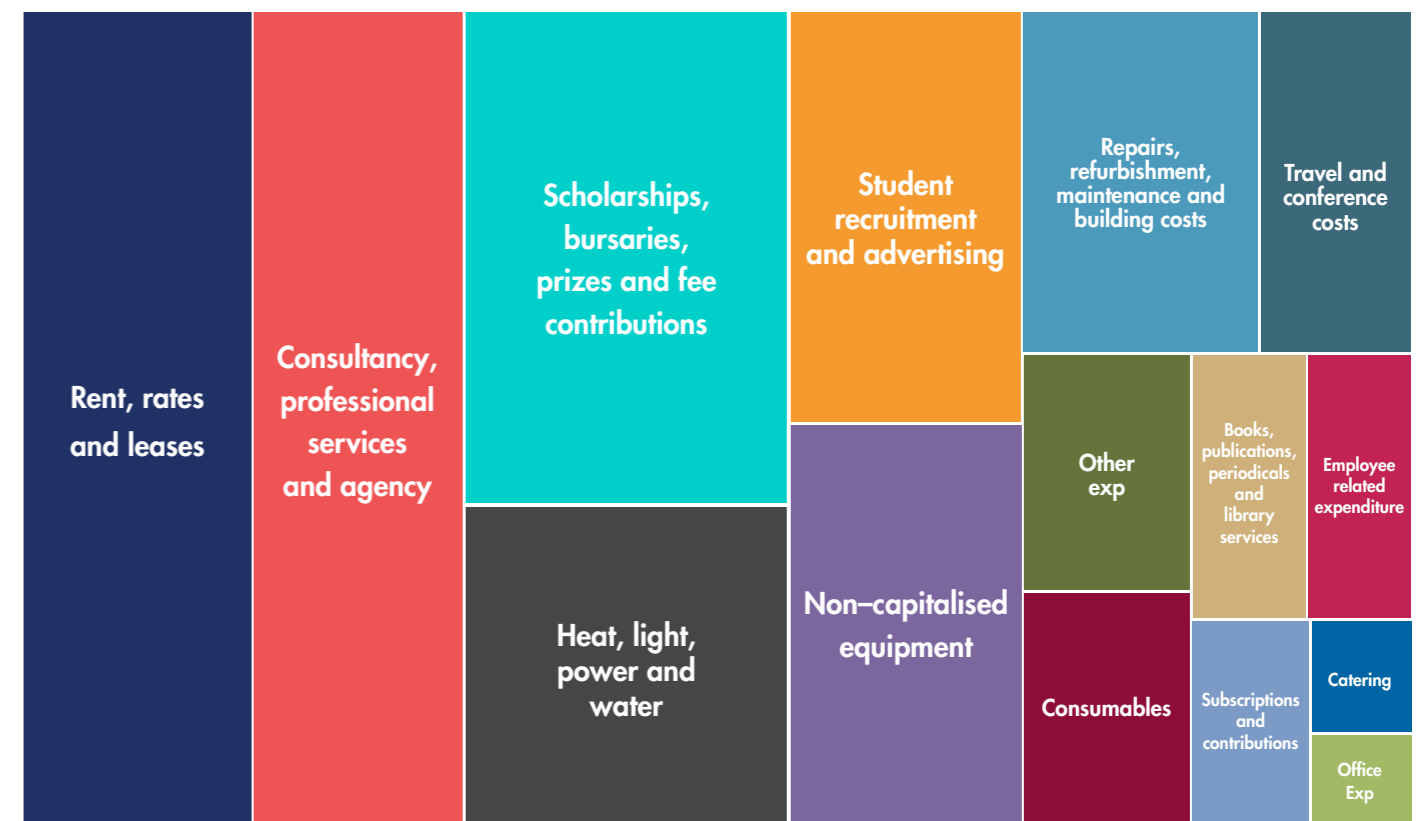 Rent, rates
and leases
Consultancy,
professional
services
and agency
Scholarships,
bursaries,
prizes and fee
contributions
Heat, light,
power and
water
Student
recruitment
and advertising
Non–capitalised
equipment
Repairs,
refurbishment,
maintenance and
building costs
Travel and
conference
costs
Other
exp
Consumables
Books,
publications,
periodicals
and
library
services
Employee
related
expenditure
Subscriptions
and
contributions
Catering
Office
Exp